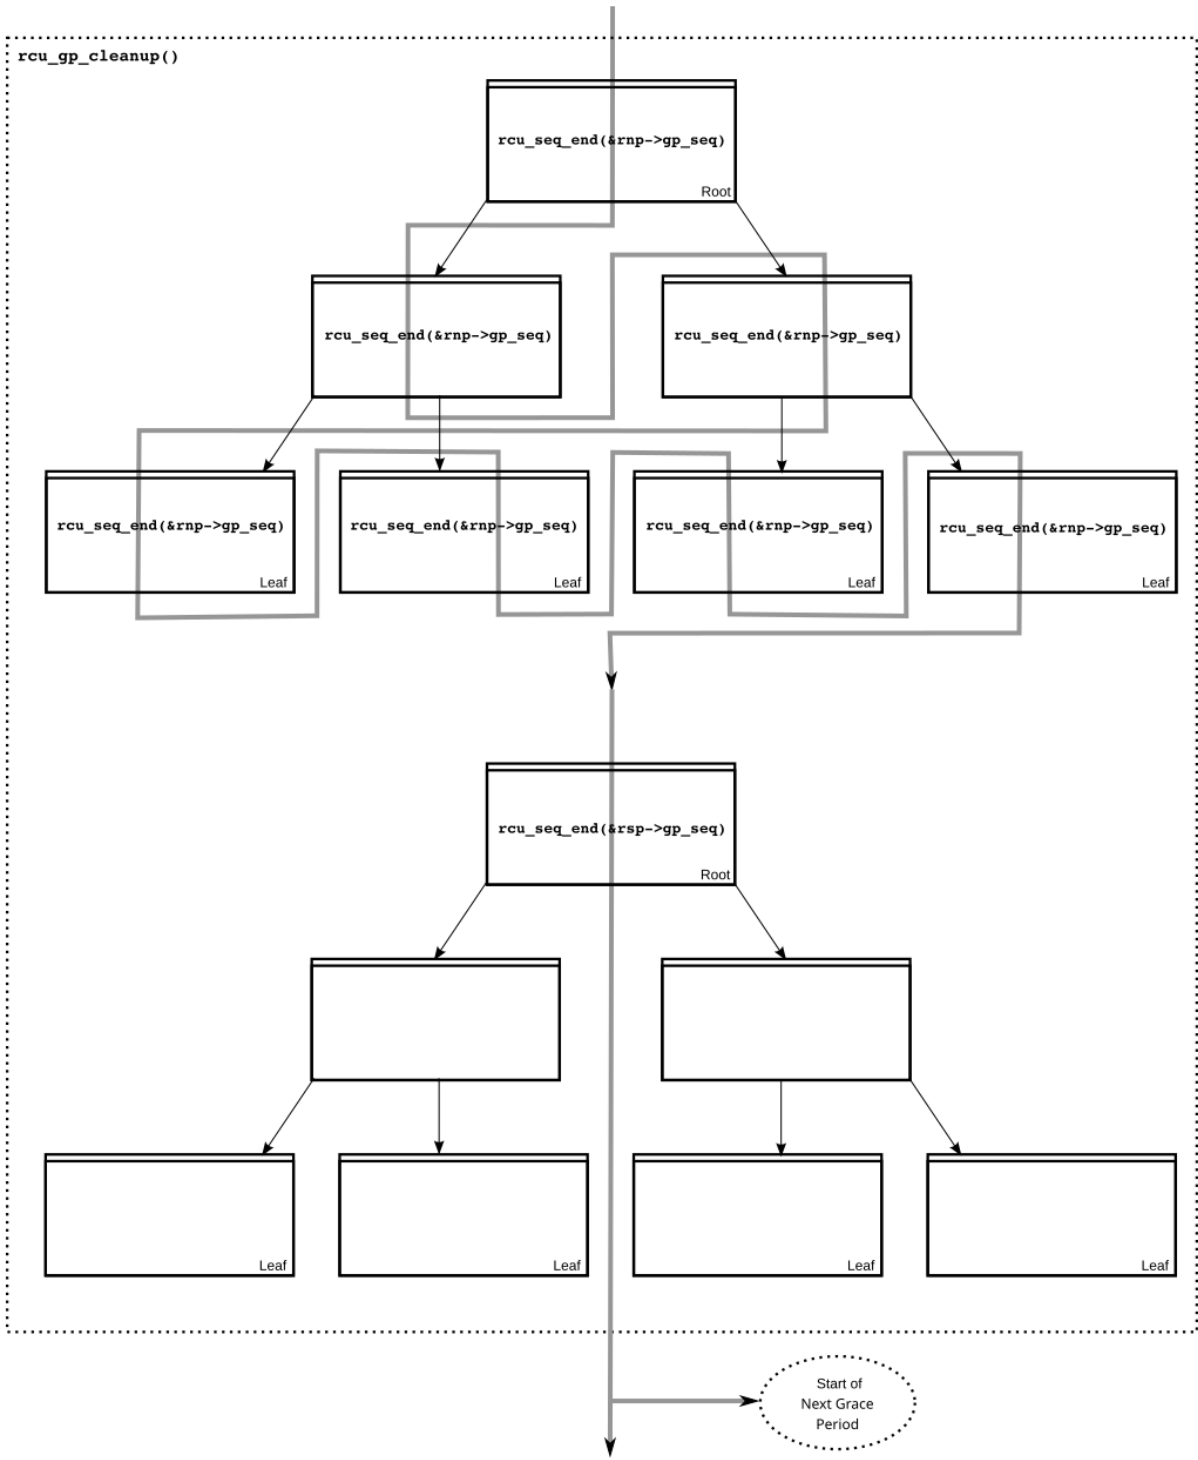 rcu_gp_cleanup()
rcu_seq_end(&rnp->gp_seq)
Root
rcu_seq_end(&rnp->gp_seq)
rcu_seq_end(&rnp->gp_seq)
rcu_seq_end(&rnp->gp_seq)
Leaf
rcu_seq_end(&rnp->gp_seq)
Leaf
rcu_seq_end(&rnp->gp_seq)
Leaf
rcu_seq_end(&rnp->gp_seq)
Leaf
rcu_seq_end(&rsp->gp_seq)
Root
Leaf
Leaf
Leaf
Leaf
Start of
Next Grace
Period